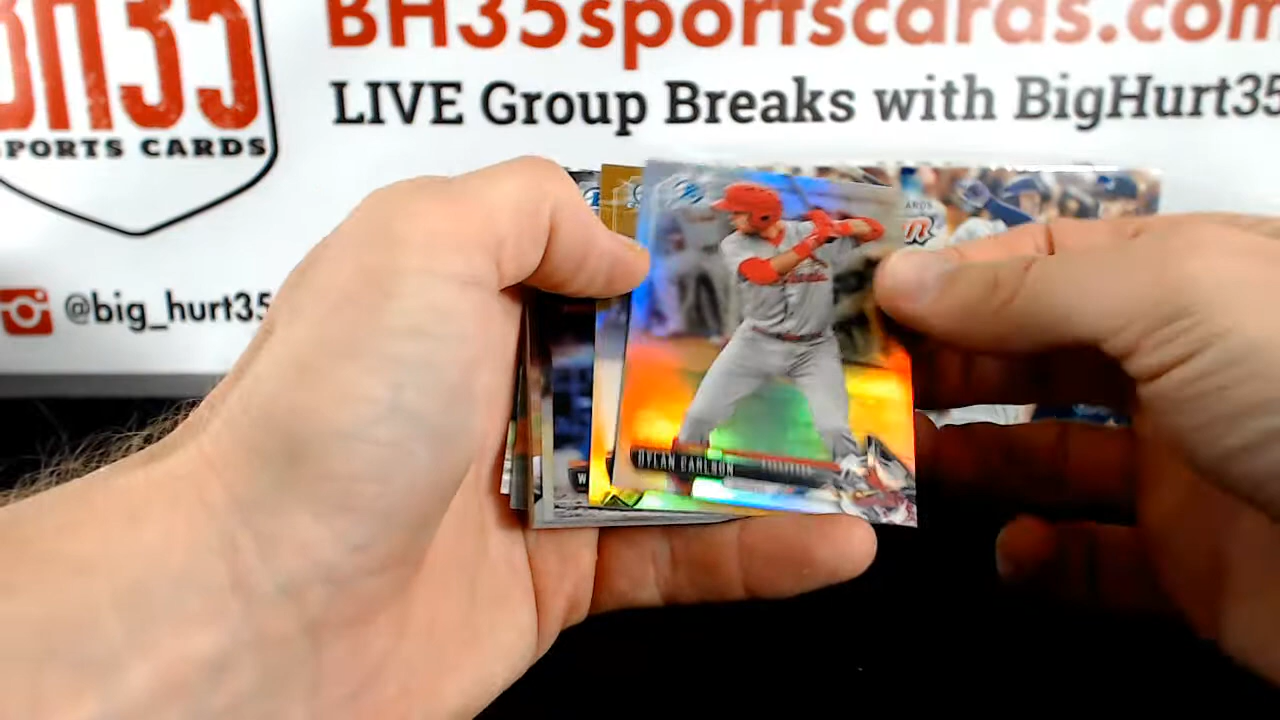 BH35
SPORTS CARDS
BH35sportscards.com
LIVE Group Breaks with BigHurt35
@big_hurt35
DYLAN CARLSON
W